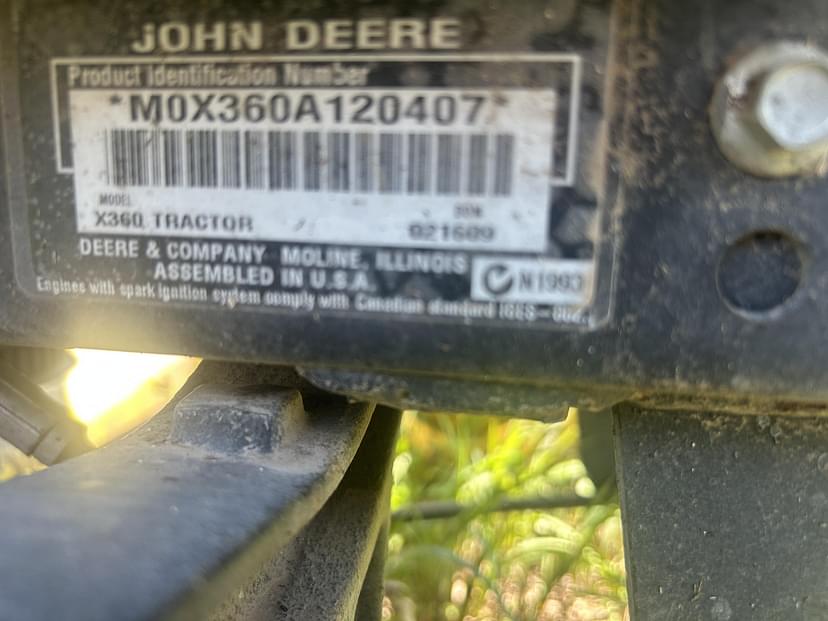 JOHN DEERE
Product Identification Number
*M0X360A120407*
MODEL
X360 TRACTOR
021609
DEERE & COMPANY MOLINE, ILLINOIS
ASSEMBLED IN U.S.A.
N1993
Engines with spark ignition system comply with Canadian standard ICES-002.